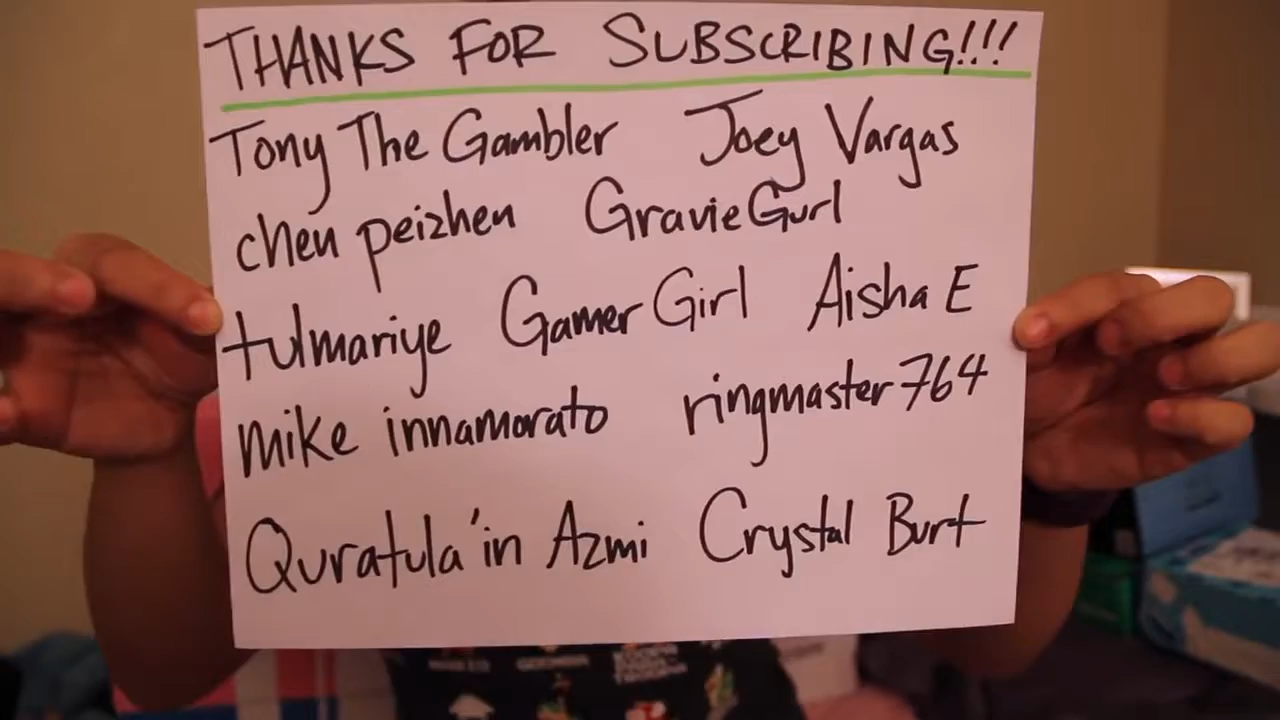 THANKS FOR SUBSCRIBING!!!
Tony The Gambler Joey Vargas
chen peizhen GravieGurl
tulmariye Gamer Girl Aisha E
mike innamorato ringmaster764
Quratula'in Azmi Crystal Burt